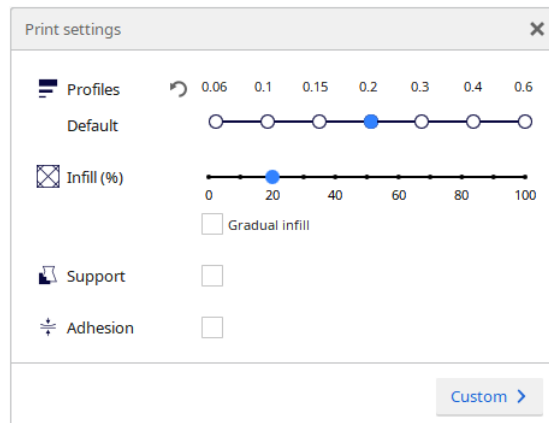 Print settings
Profiles 0.06 0.1 0.15 0.2 0.3 0.4 0.6
Default
Infill (%)
0 20 40 60 80 100
Gradual infill
Support
Adhesion
Custom